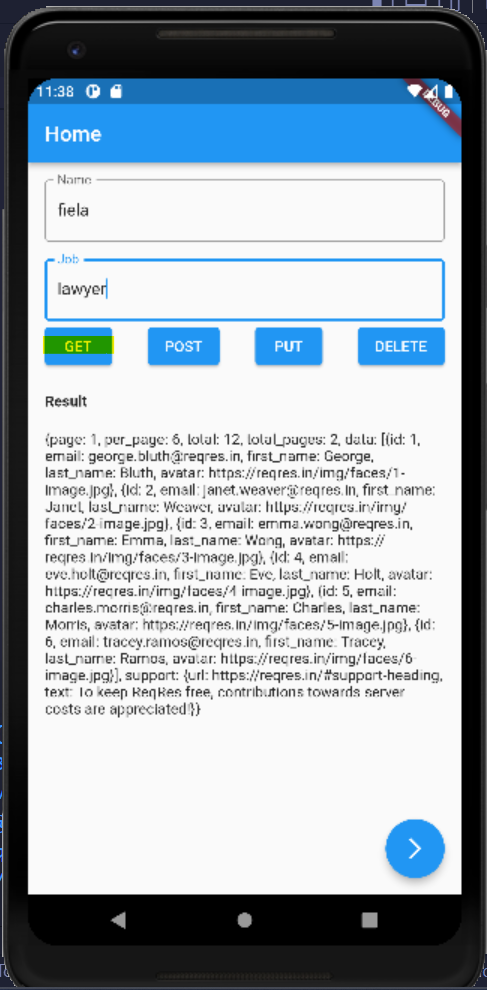 11:38
DEBUG
Home
Name
fiela
Job
lawyer
GET POST PUT DELETE
Result
{page: 1, per_page: 6, total: 12, total_pages: 2, data: [{id: 1,
email: george.bluth@reqres.in, first_name: George,
last_name: Bluth, avatar: https://reqres.in/img/faces/1-
image.jpg}, {id: 2, email: janet.weaver@reqres.in, first_name:
Janet, last_name: Weaver, avatar: https://reqres.in/img/
faces/2-image.jpg}, {id: 3, email: emma.wong@reqres.in,
first_name: Emma, last_name: Wong, avatar: https://
reqres.in/img/faces/3-image.jpg}, {id: 4, email:
eve.holt@reqres.in, first_name: Eve, last_name: Holt, avatar:
https://reqres.in/img/faces/4-image.jpg}, {id: 5, email:
charles.morris@reqres.in, first_name: Charles, last_name:
Morris, avatar: https://reqres.in/img/faces/5-image.jpg}, {id:
6, email: tracey.ramos@reqres.in, first_name: Tracey,
last_name: Ramos, avatar: https://reqres.in/img/faces/6-
image.jpg}], support: {url: https://reqres.in/#support-heading,
text: To keep ReqRes free, contributions towards server
costs are appreciated!}}